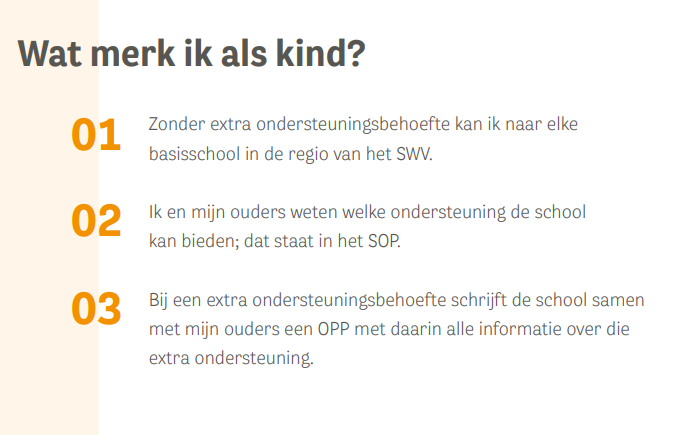 Wat merk ik als kind?
01
Zonder extra ondersteuningsbehoefte kan ik naar elke
basisschool in de regio van het SWV.
02
Ik en mijn ouders weten welke ondersteuning de school
kan bieden; dat staat in het SOP.
03
Bij een extra ondersteuningsbehoefte schrijft de school samen
met mijn ouders een OPP met daarin alle informatie over die
extra ondersteuning.